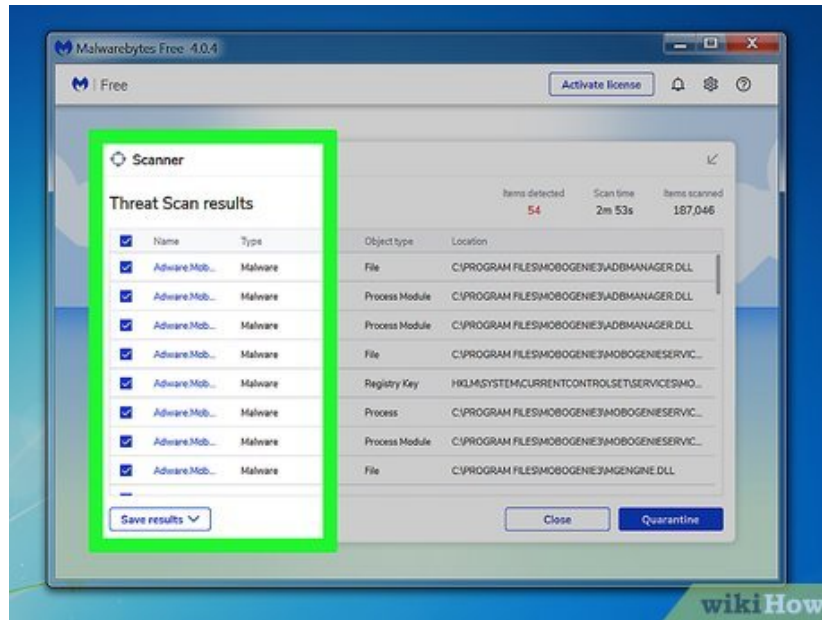 Malwarebytes Free 4.0.4
Free
Activate license
Scanner
Threat Scan results
Items detected Scan time Items scanned
54 2m 53s 187,046
Name Type Object type Location
Adware.Mob... Malware File C:\PROGRAM FILES\MOBOGENIE3\ADBMANAGER.DLL
Adware.Mob... Malware Process Module C:\PROGRAM FILES\MOBOGENIE3\ADBMANAGER.DLL
Adware.Mob... Malware Process Module C:\PROGRAM FILES\MOBOGENIE3\ADBMANAGER.DLL
Adware.Mob... Malware File C:\PROGRAM FILES\MOBOGENIE3\MOBOGENIESERVIC...
Adware.Mob... Malware Registry Key HKLM\SYSTEM\CURRENTCONTROLSET\SERVICES\MO...
Adware.Mob... Malware Process C:\PROGRAM FILES\MOBOGENIE3\MOBOGENIESERVIC...
Adware.Mob... Malware Process Module C:\PROGRAM FILES\MOBOGENIE3\MOBOGENIESERVIC...
Adware.Mob... Malware File C:\PROGRAM FILES\MOBOGENIE3\MGENGINE.DLL
Save results Close Quarantine
wikiHow